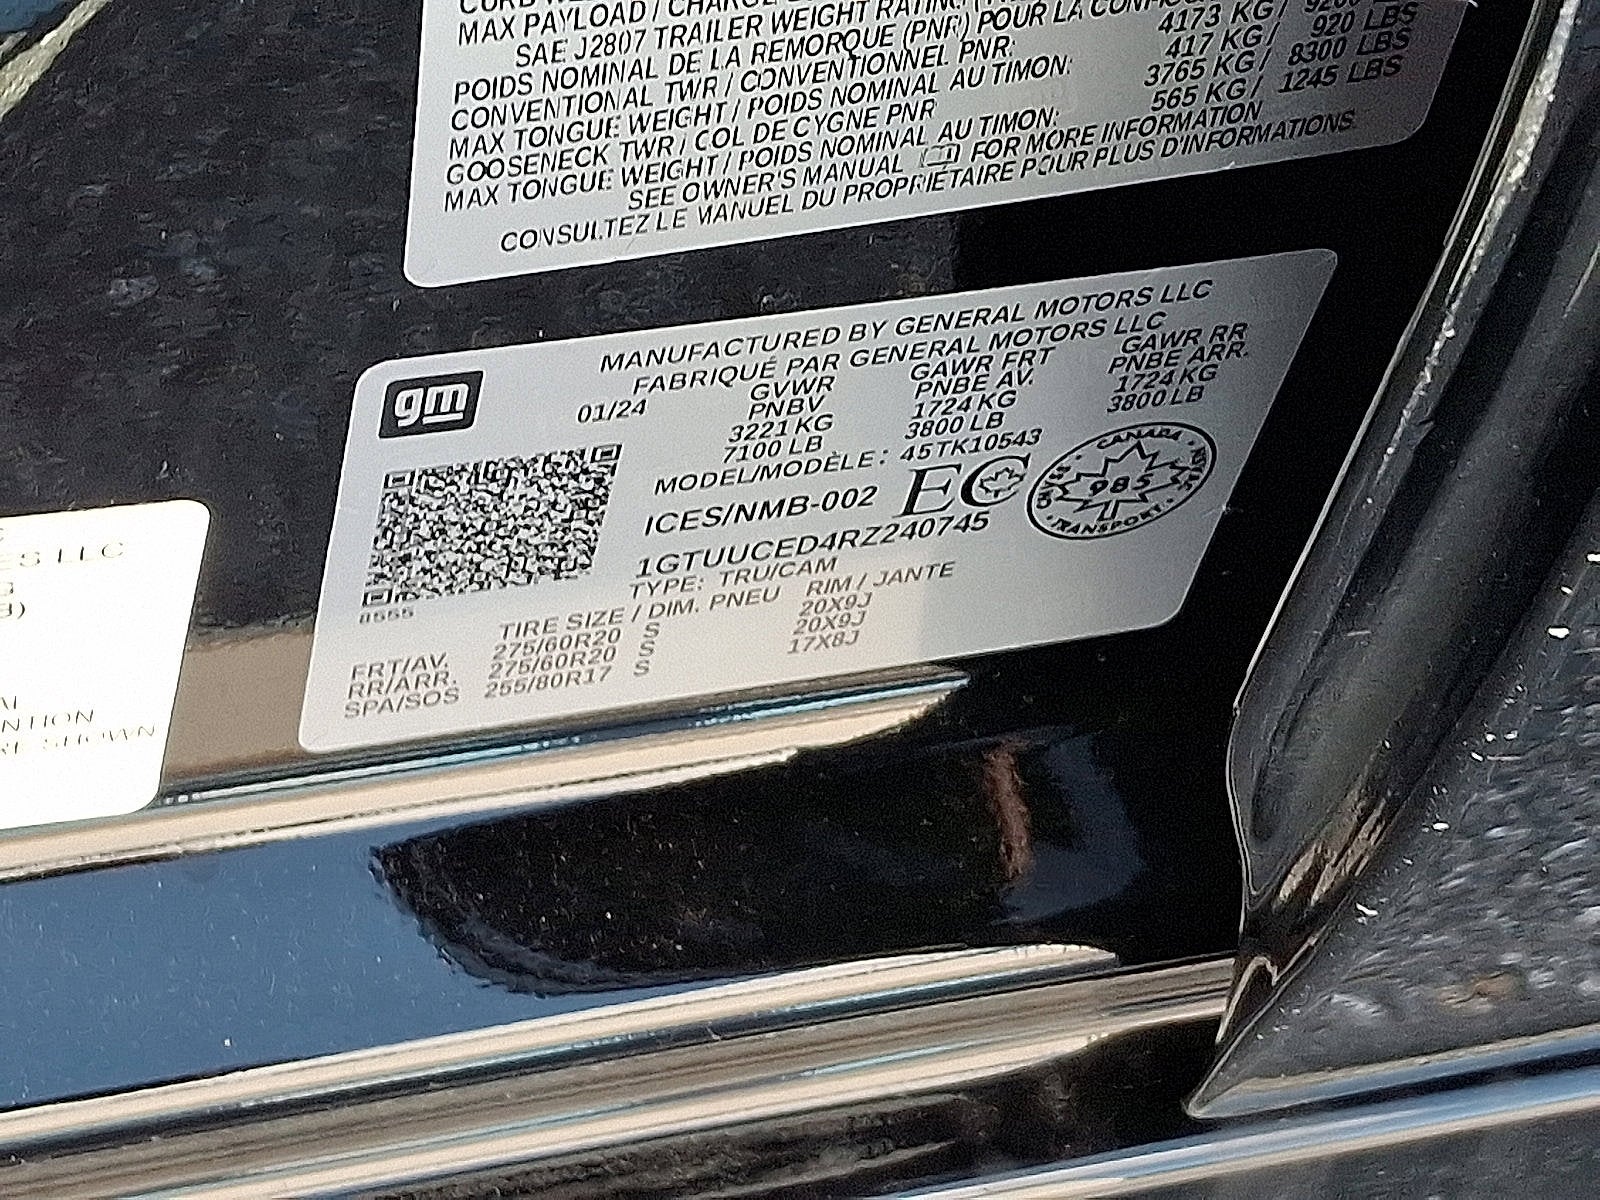 MAX PAYLOAD / CHARGE
SAE J2807 TRAILER WEIGHT RATING
POIDS NOMINAL DE LA REMORQUE (PNR) POUR LA
CONVENTIONAL TWR / CONVENTIONNEL PNR: 4173 KG / 9200 LBS
MAX TONGUE WEIGHT / POIDS NOMINAL AU TIMON: 417 KG / 920 LBS
GOOSENECK TWR / COL DE CYGNE PNR 3765 KG / 8300 LBS
MAX TONGUE WEIGHT / POIDS NOMINAL AU TIMON: 565 KG / 1245 LBS
SEE OWNER'S MANUAL FOR MORE INFORMATION
CONSULTEZ LE MANUEL DU PROPRIÉTAIRE POUR PLUS D'INFORMATIONS
gm
MANUFACTURED BY GENERAL MOTORS LLC
FABRIQUÉ PAR GENERAL MOTORS LLC
01/24 GVWR GAWR FRT GAWR RR
PNBV PNBE AV. PNBE ARR.
3221 KG 1724 KG 1724 KG
7100 LB 3800 LB 3800 LB
MODEL/MODÈLE: 45TK10543
ICES/NMB-002 EC
CANADA
985
TRANSPORT
1GTUUCED4RZ240745
TYPE: TRU/CAM
8555
TIRE SIZE / DIM. PNEU RIM / JANTE
FRT/AV. 275/60R20 S 20X9J
RR/ARR. 275/60R20 S 20X9J
SPA/SOS 255/80R17 S 17X8J
LLC
SHOWN